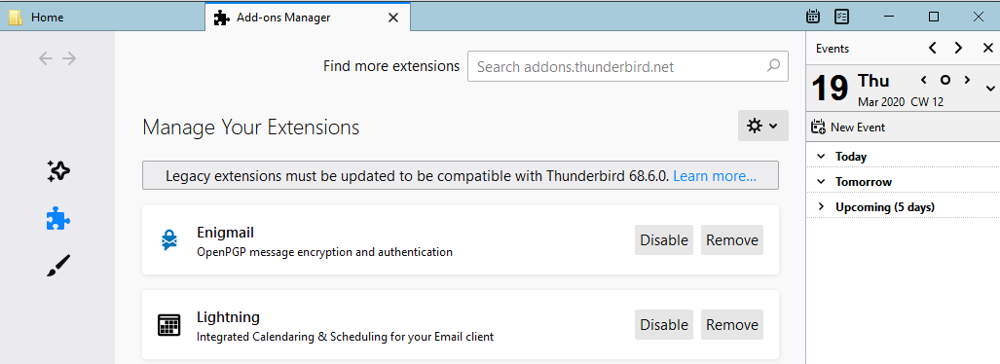 Home
Add-ons Manager
Find more extensions
Search addons.thunderbird.net
Manage Your Extensions
Legacy extensions must be updated to be compatible with Thunderbird 68.6.0. Learn more...
Enigmail
OpenPGP message encryption and authentication
Disable
Remove
Lightning
Integrated Calendaring & Scheduling for your Email client
Disable
Remove
Events
19
Thu
Mar 2020 CW 12
New Event
Today
Tomorrow
Upcoming (5 days)